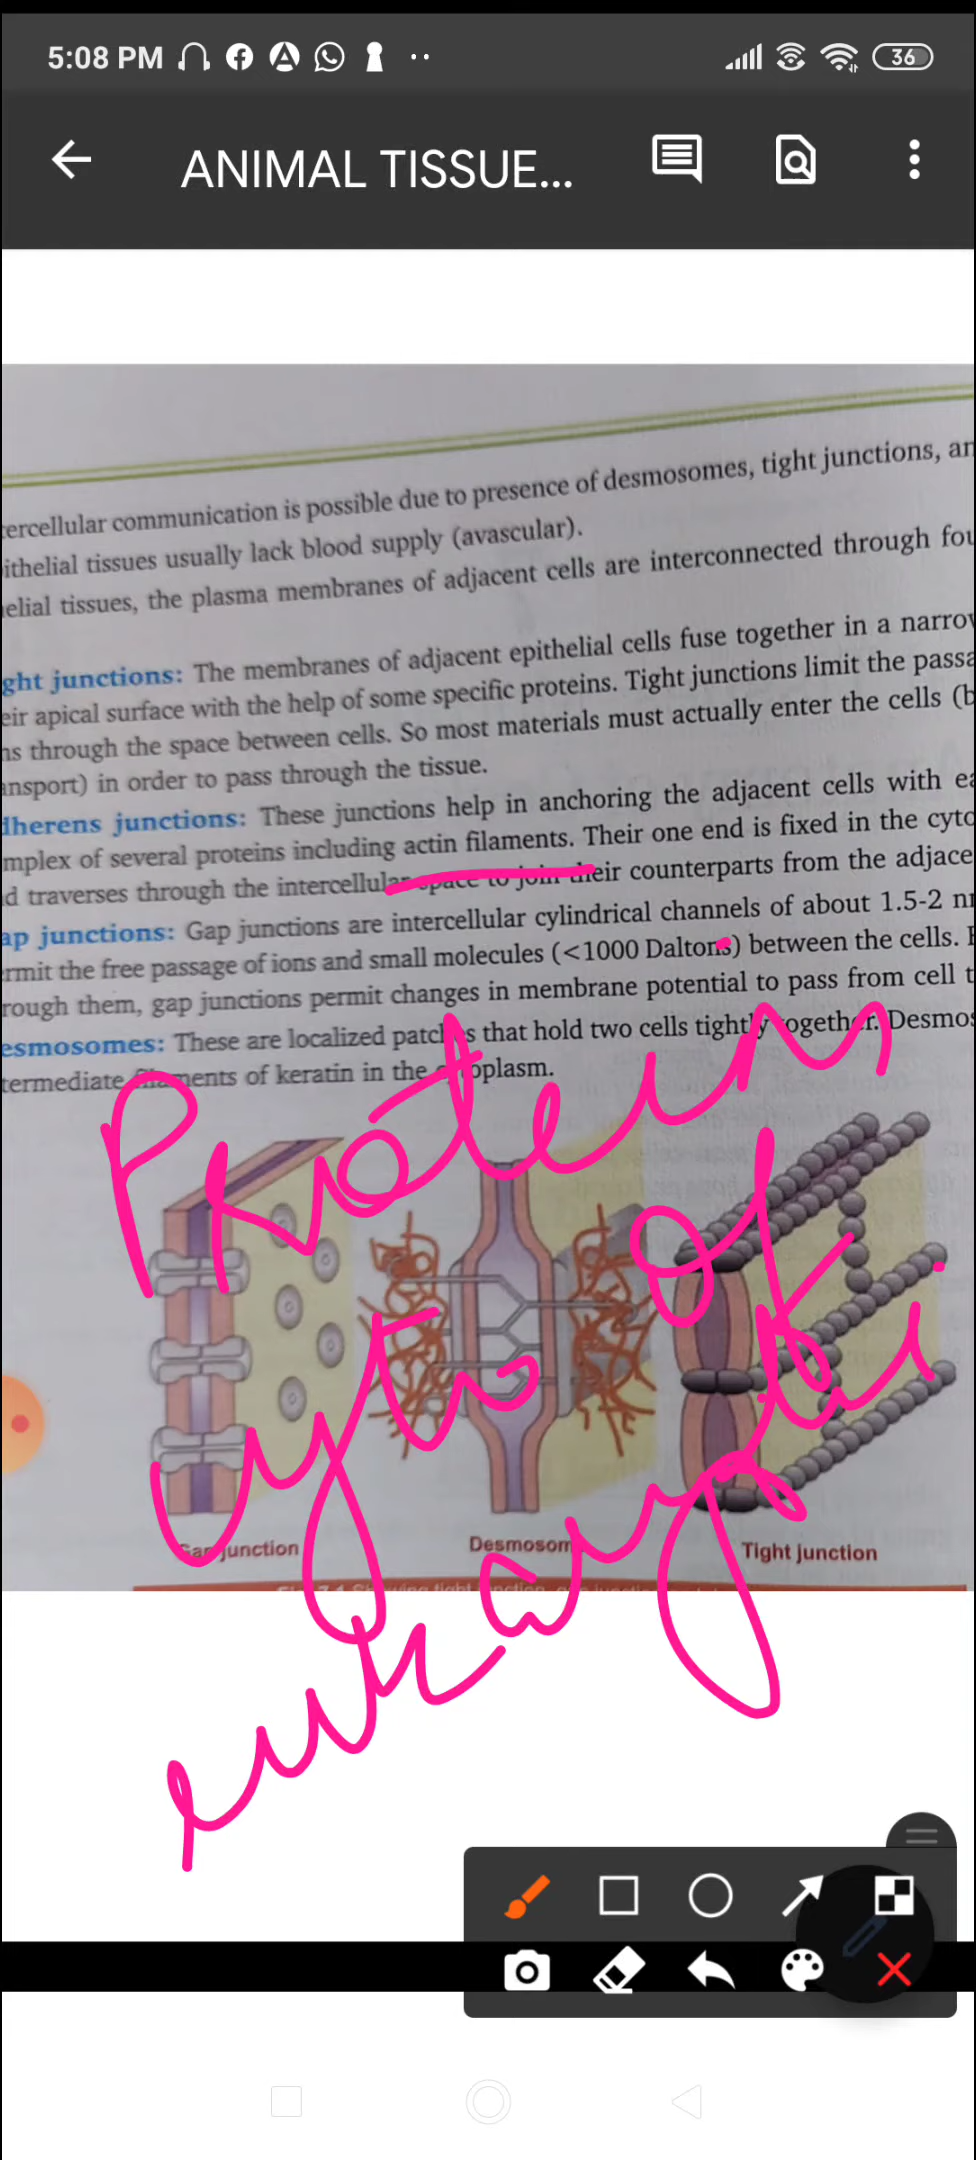 5:08 PM
36
ANIMAL TISSUE...
tercellular communication is possible due to presence of desmosomes, tight junctions, an
ithelial tissues usually lack blood supply (avascular).
elial tissues, the plasma membranes of adjacent cells are interconnected through fou
ght junctions: The membranes of adjacent epithelial cells fuse together in a narrow
eir apical surface with the help of some specific proteins. Tight junctions limit the passa
ns through the space between cells. So most materials must actually enter the cells (b
ansport) in order to pass through the tissue.
dherens junctions: These junctions help in anchoring the adjacent cells with ea
mplex of several proteins including actin filaments. Their one end is fixed in the cyto
d traverses through the intercellular space to join their counterparts from the adjace
ap junctions: Gap junctions are intercellular cylindrical channels of about 1.5-2 nm
ermit the free passage of ions and small molecules (<1000 Daltons) between the cells.
rough them, gap junctions permit changes in membrane potential to pass from cell t
esmosomes: These are localized patches that hold two cells tightly together. Desmos
termediate filaments of keratin in the cytoplasm.
Protein
of
cyto
eukaryoti
Gap junction
Desmosom
Tight junction